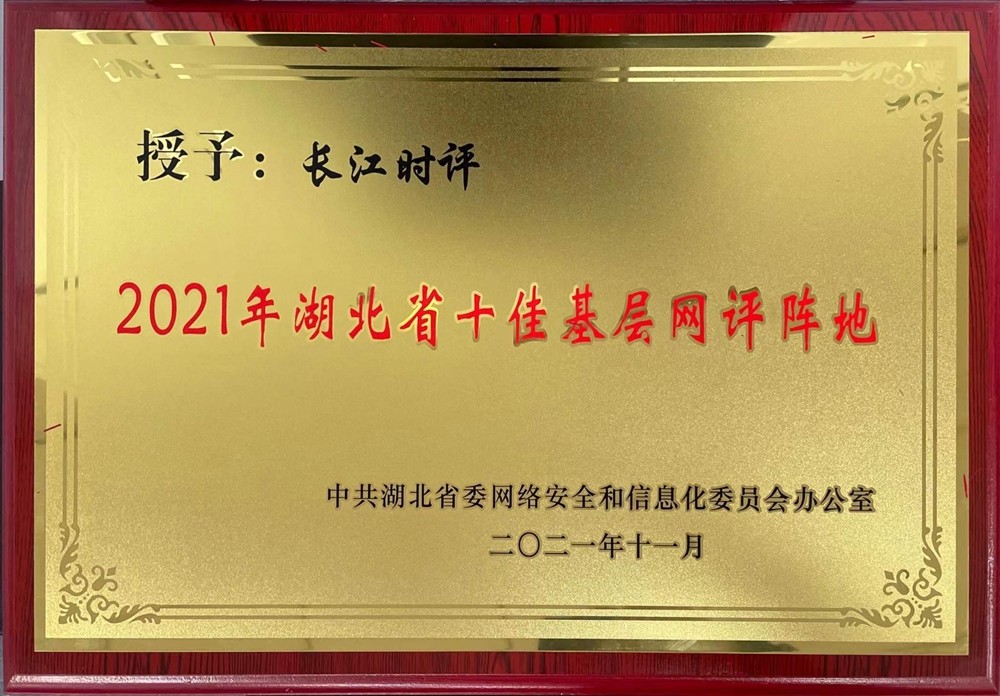 授予：长江时评
2021年湖北省十佳基层网评阵地
中共湖北省委网络安全和信息化委员会办公室
二〇二一年十一月